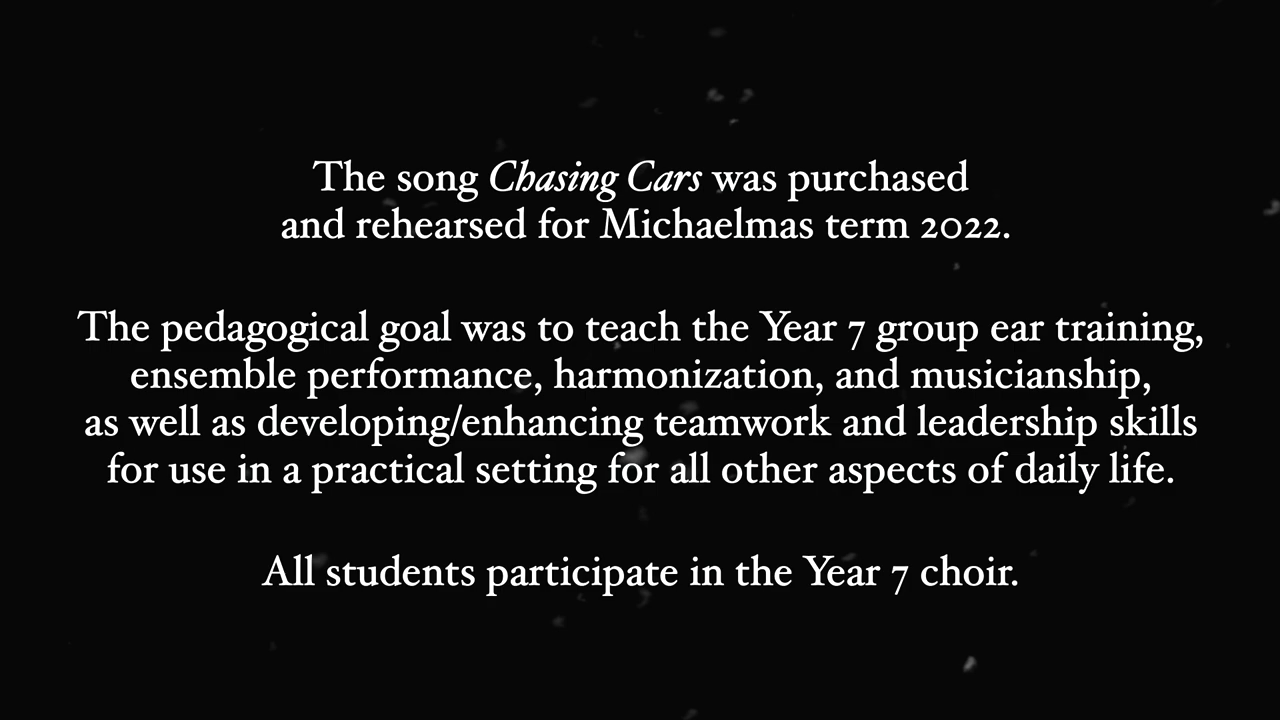 The song Chasing Cars was purchased
and rehearsed for Michaelmas term 2022.
The pedagogical goal was to teach the Year 7 group ear training,
ensemble performance, harmonization, and musicianship,
as well as developing/enhancing teamwork and leadership skills
for use in a practical setting for all other aspects of daily life.
All students participate in the Year 7 choir.